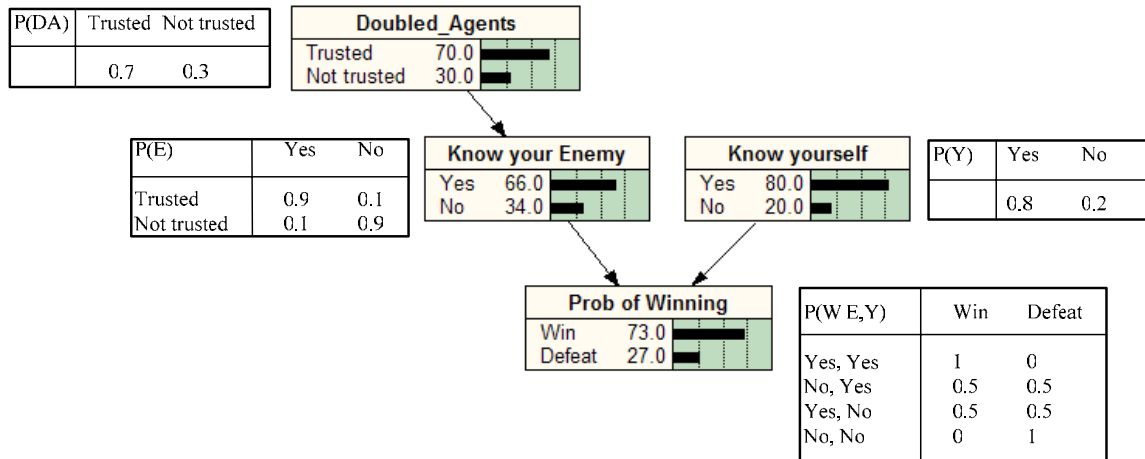 P(DA) Trusted Not trusted
0.7 0.3
Doubled_Agents
Trusted 70.0
Not trusted 30.0
P(E) Yes No
Trusted 0.9 0.1
Not trusted 0.1 0.9
Know your Enemy
Yes 66.0
No 34.0
Know yourself
Yes 80.0
No 20.0
P(Y) Yes No
0.8 0.2
Prob of Winning
Win 73.0
Defeat 27.0
P(W E,Y) Win Defeat
Yes, Yes 1 0
No, Yes 0.5 0.5
Yes, No 0.5 0.5
No, No 0 1